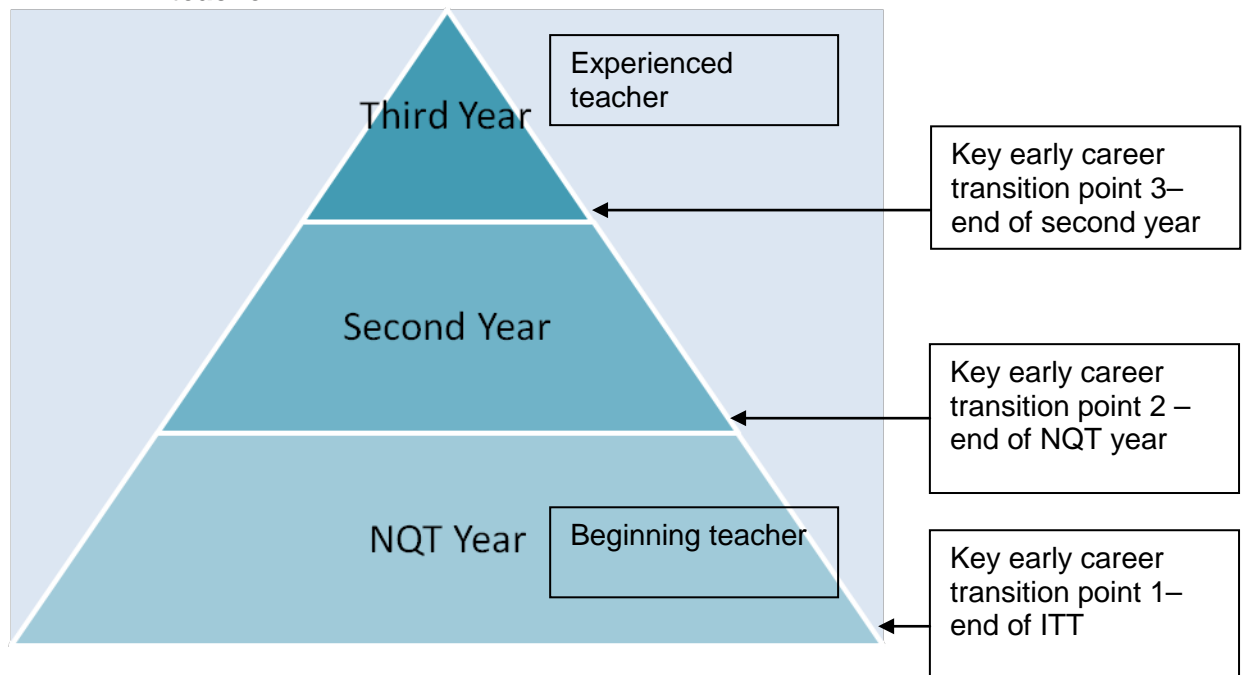 Experienced
teacher
Third Year
Key early career
transition point 3–
end of second year
Second Year
Key early career
transition point 2 –
end of NQT year
NQT Year
Beginning teacher
Key early career
transition point 1–
end of ITT